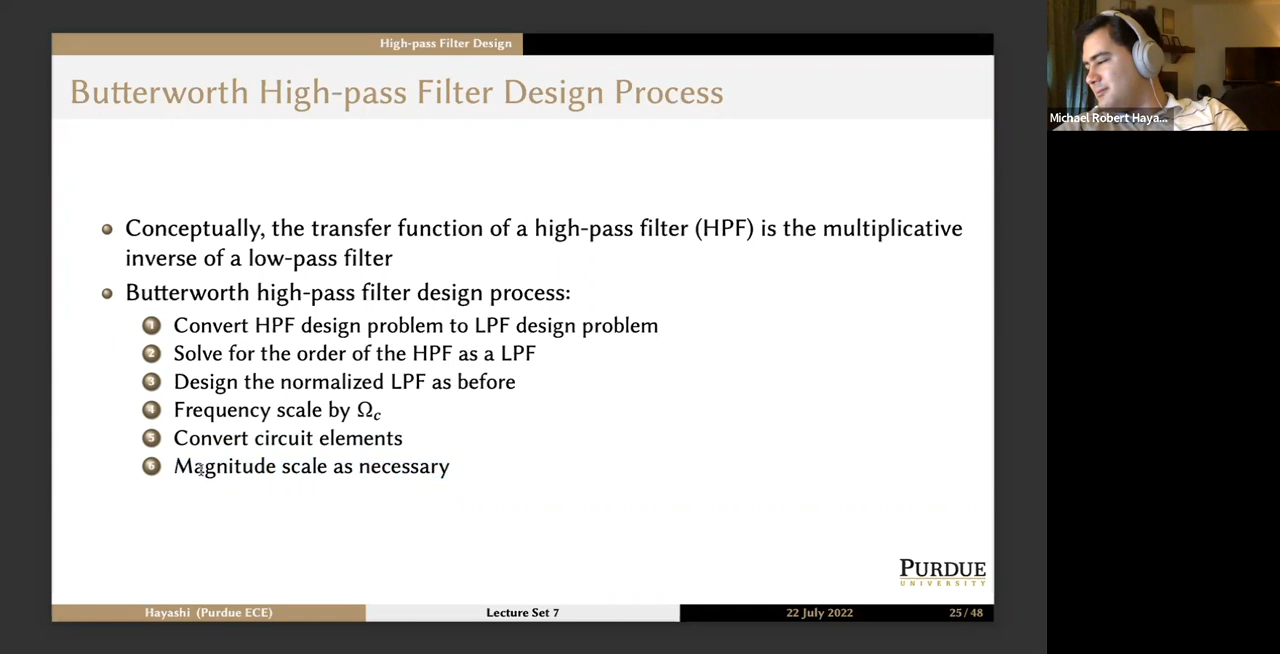 High-pass Filter Design
Butterworth High-pass Filter Design Process
Conceptually, the transfer function of a high-pass filter (HPF) is the multiplicative
inverse of a low-pass filter
Butterworth high-pass filter design process:
1 Convert HPF design problem to LPF design problem
2 Solve for the order of the HPF as a LPF
3 Design the normalized LPF as before
4 Frequency scale by Ωc
5 Convert circuit elements
6 Magnitude scale as necessary
PURDUE
UNIVERSITY
Hayashi (Purdue ECE) Lecture Set 7 22 July 2022 25 / 48
Michael Robert Haya...